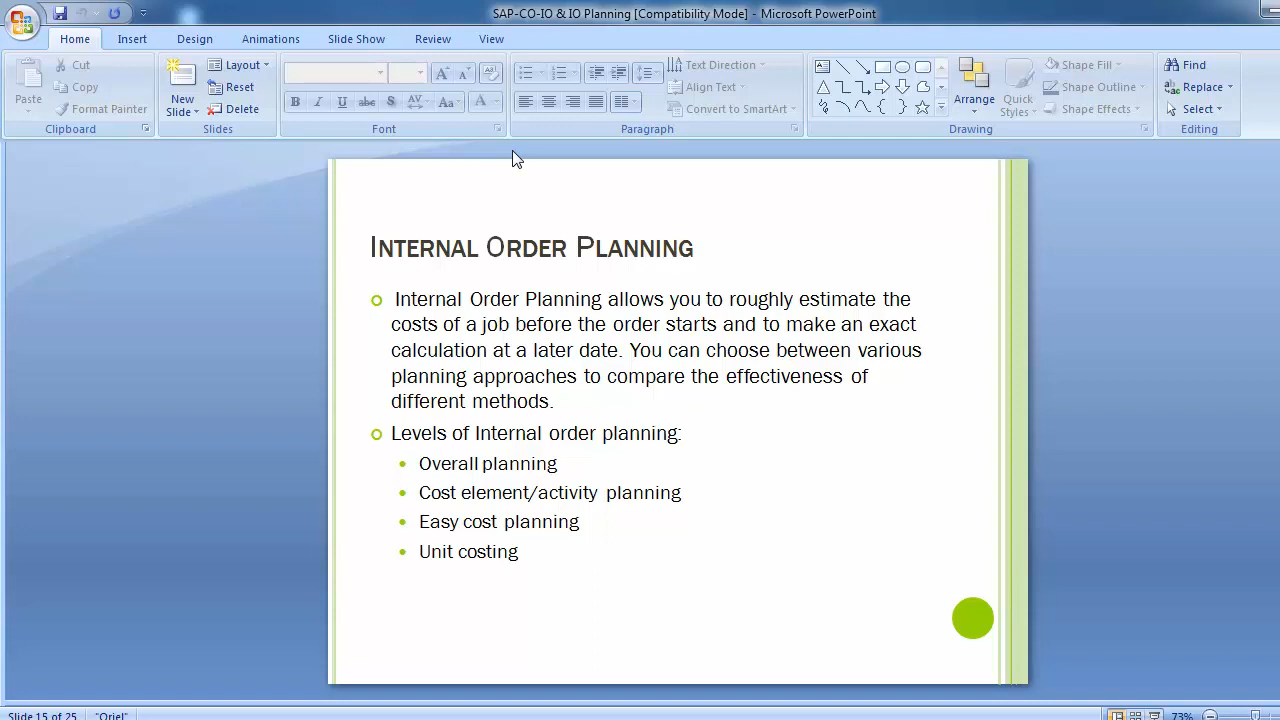 SAP-CO-IO & IO Planning [Compatibility Mode] - Microsoft PowerPoint
Home Insert Design Animations Slide Show Review View
Paste
Cut
Copy
Format Painter
Clipboard
New
Slide
Layout
Reset
Delete
Slides
B I U abc S AV Aa A
Font
Text Direction
Align Text
Convert to SmartArt
Paragraph
Arrange
Quick
Styles
Shape Fill
Shape Outline
Shape Effects
Drawing
Find
Replace
Select
Editing
INTERNAL ORDER PLANNING
Internal Order Planning allows you to roughly estimate the
costs of a job before the order starts and to make an exact
calculation at a later date. You can choose between various
planning approaches to compare the effectiveness of
different methods.
Levels of Internal order planning:
Overall planning
Cost element/activity planning
Easy cost planning
Unit costing
Slide 15 of 25 "Oriel" 73%